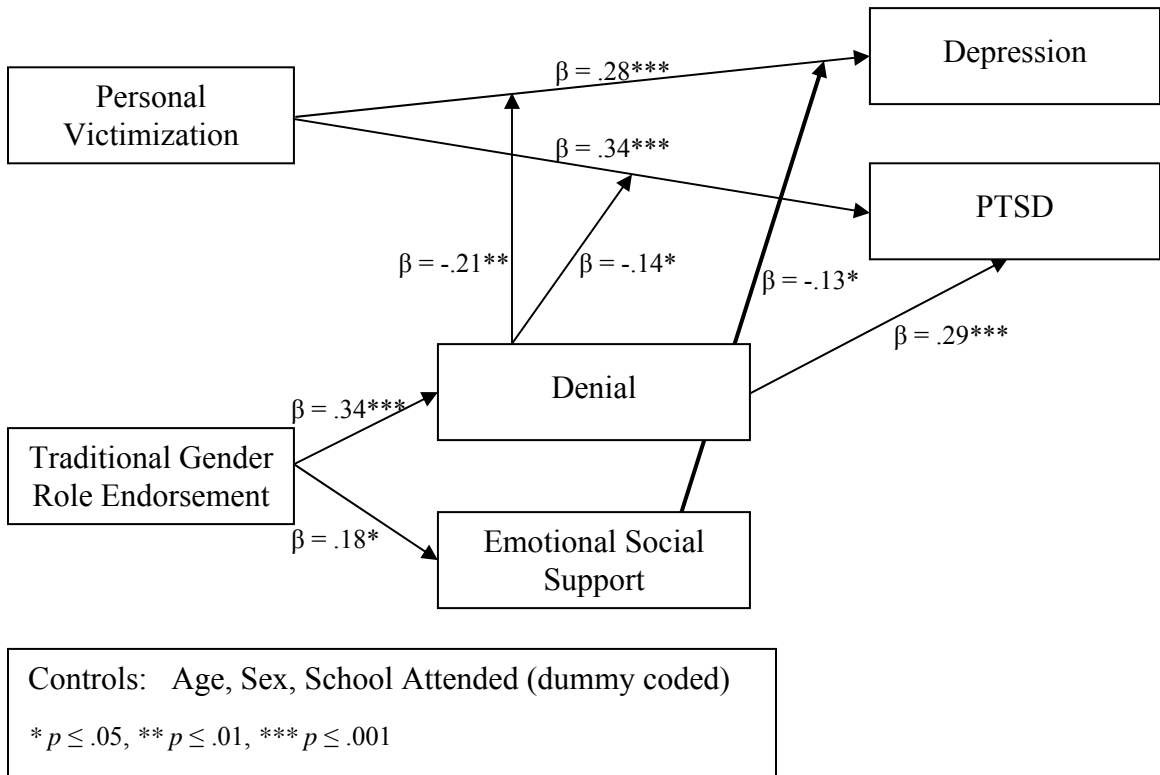 Depression
β = .28***
Personal
Victimization
β = .34***
PTSD
β = -.21**
β = -.14*
β = -.13*
β = .29***
Denial
β = .34***
Traditional Gender
Role Endorsement
β = .18*
Emotional Social
Support
Controls: Age, Sex, School Attended (dummy coded)
* p ≤ .05, ** p ≤ .01, *** p ≤ .001